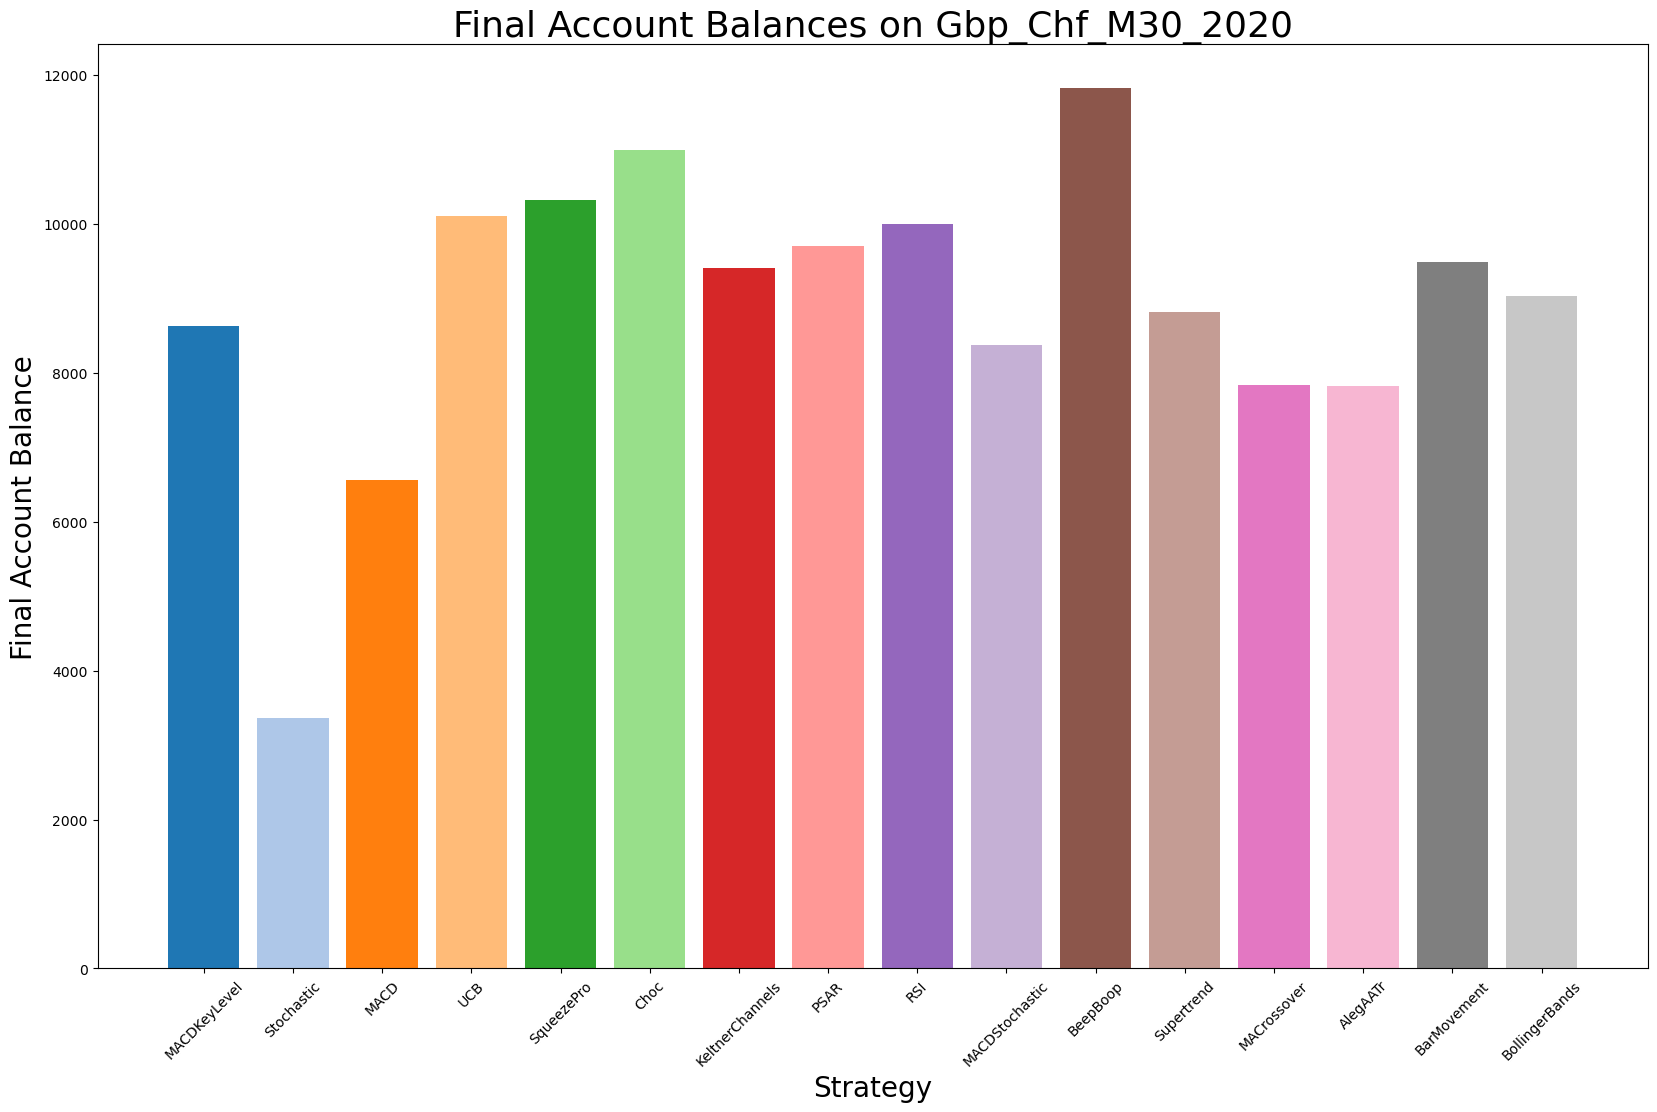 Final Account Balances on Gbp_Chf_M30_2020
Final Account Balance
12000
10000
8000
6000
4000
2000
0
MACDKeyLevel
Stochastic
MACD
UCB
SqueezePro
Choc
KeltnerChannels
PSAR
RSI
MACDStochastic
BeepBoop
Supertrend
MACrossover
AlegAATr
BarMovement
BollingerBands
Strategy